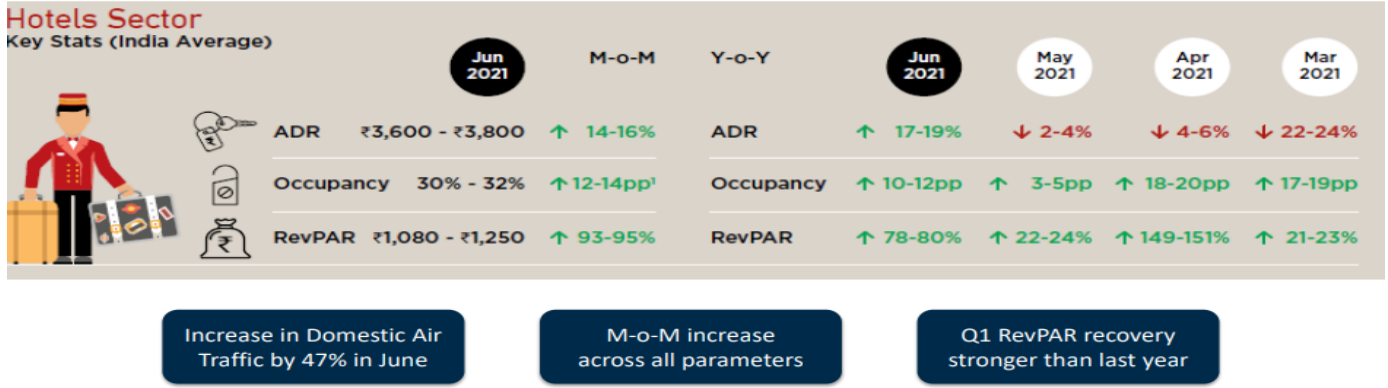 Hotels Sector
Key Stats (India Average)
Jun 2021 M-o-M Y-o-Y Jun 2021 May 2021 Apr 2021 Mar 2021
ADR ₹3,600 - ₹3,800 ↑ 14-16% ADR ↑ 17-19% ↓ 2-4% ↓ 4-6% ↓ 22-24%
Occupancy 30% - 32% ↑ 12-14pp¹ Occupancy ↑ 10-12pp ↑ 3-5pp ↑ 18-20pp ↑ 17-19pp
RevPAR ₹1,080 - ₹1,250 ↑ 93-95% RevPAR ↑ 78-80% ↑ 22-24% ↑ 149-151% ↑ 21-23%
Increase in Domestic Air
Traffic by 47% in June
M-o-M increase
across all parameters
Q1 RevPAR recovery
stronger than last year